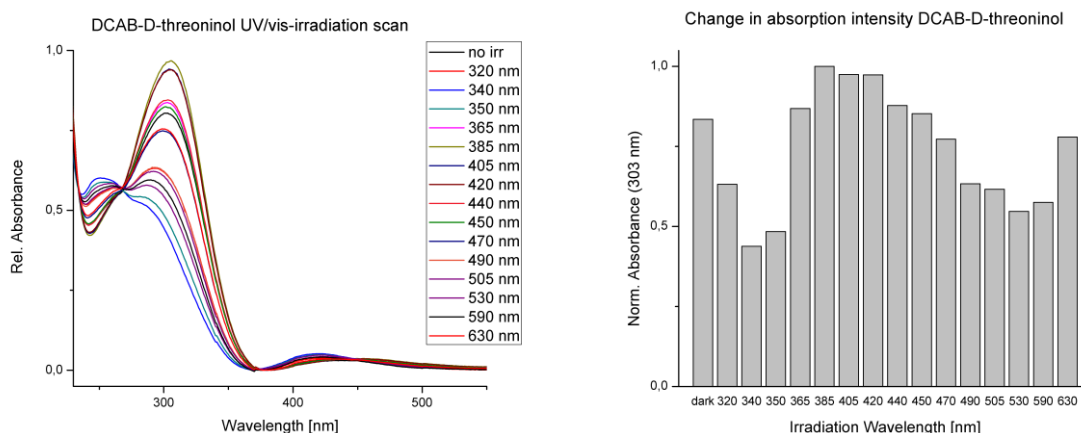 DCAB-D-threoninol UV/vis-irradiation scan
1,0
0,5
0,0
Rel. Absorbance
300
400
500
Wavelength [nm]
no irr
320 nm
340 nm
350 nm
365 nm
385 nm
405 nm
420 nm
440 nm
450 nm
470 nm
490 nm
505 nm
530 nm
590 nm
630 nm
Change in absorption intensity DCAB-D-threoninol
1,0
0,5
0,0
Norm. Absorbance (303 nm)
dark 320 340 350 365 385 405 420 440 450 470 490 505 530 590 630
Irradiation Wavelength [nm]